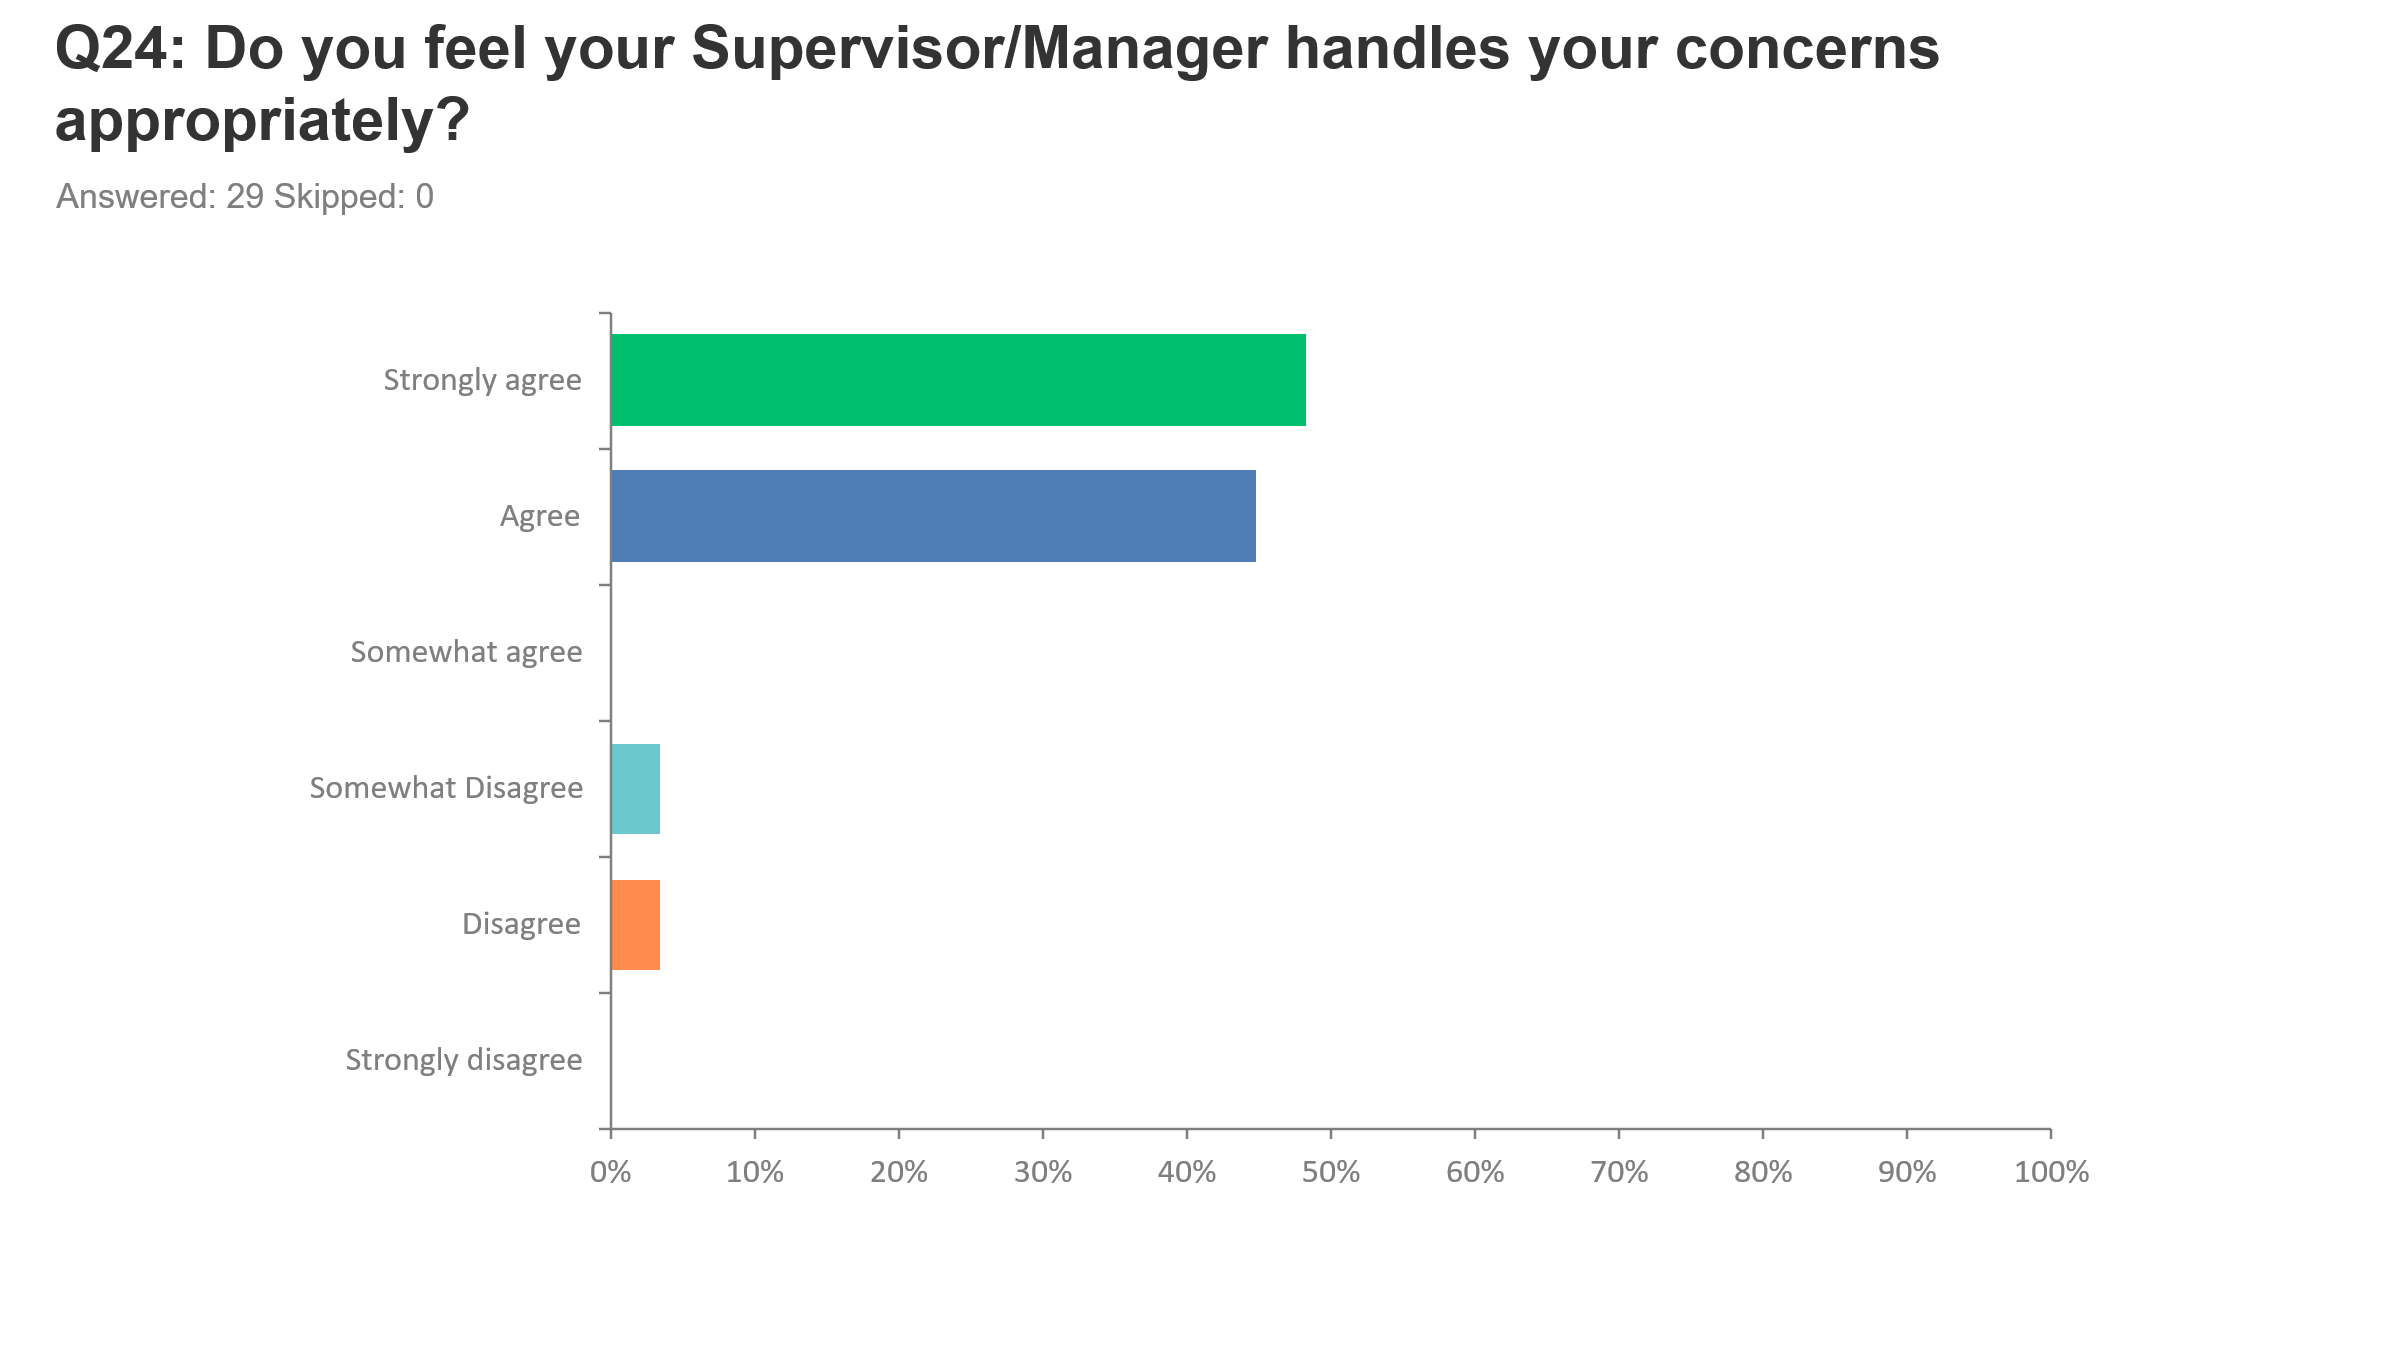 Q24: Do you feel your Supervisor/Manager handles your concerns
appropriately?
Answered: 29 Skipped: 0
Strongly agree
Agree
Somewhat agree
Somewhat Disagree
Disagree
Strongly disagree
0% 10% 20% 30% 40% 50% 60% 70% 80% 90% 100%